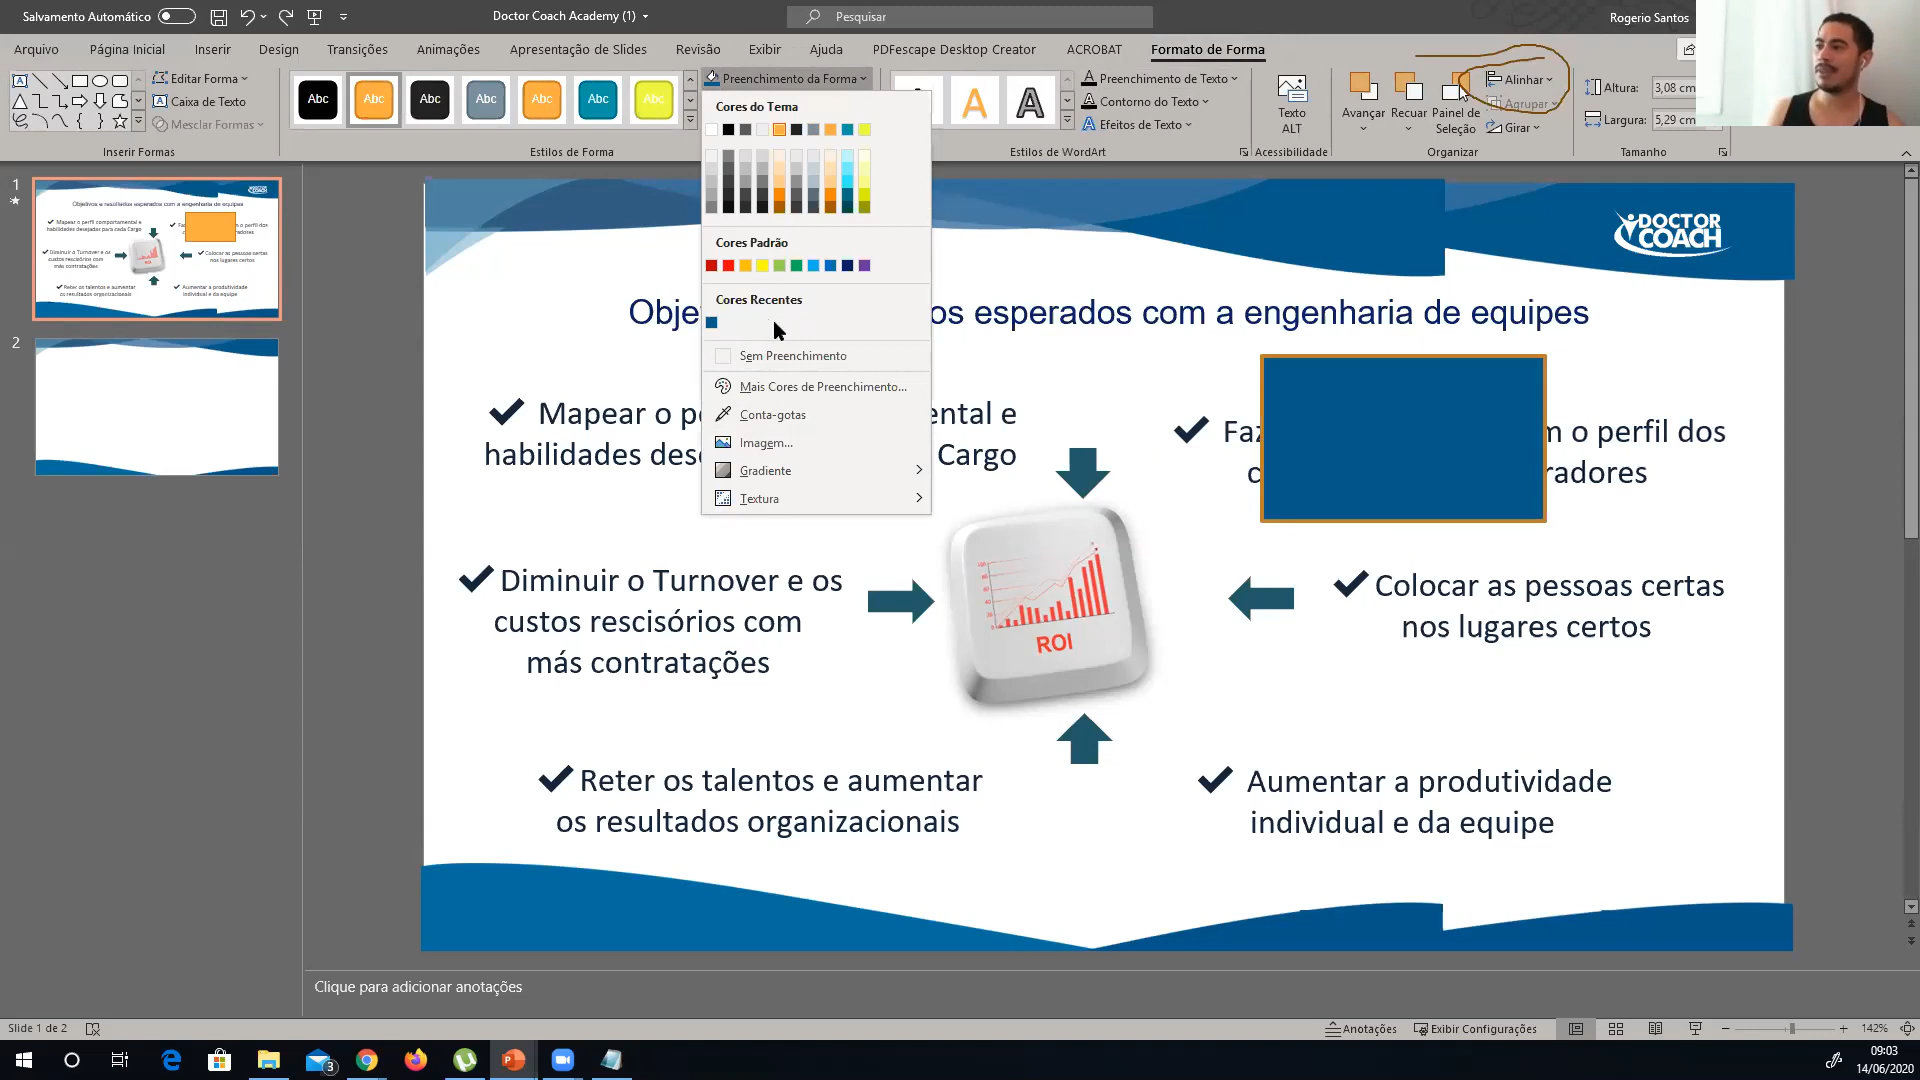 Salvamento Automático
Doctor Coach Academy (1)
Pesquisar
Rogerio Santos
Arquivo
Página Inicial
Inserir
Design
Transições
Animações
Apresentação de Slides
Revisão
Exibir
Ajuda
PDFescape Desktop Creator
ACROBAT
Formato de Forma
Editar Forma
Caixa de Texto
Mesclar Formas
Inserir Formas
Abc
Abc
Abc
Abc
Abc
Abc
Abc
Estilos de Forma
Preenchimento da Forma
Cores do Tema
Cores Padrão
Cores Recentes
Sem Preenchimento
Mais Cores de Preenchimento...
Conta-gotas
Imagem...
Gradiente
Textura
A
A
Preenchimento de Texto
Contorno do Texto
Efeitos de Texto
Estilos de WordArt
Texto
ALT
Acessibilidade
Avançar
Recuar
Painel de
Seleção
Alinhar
Agrupar
Girar
Organizar
Altura:
3,08 cm
Largura:
5,29 cm
Tamanho
1
2
DOCTOR
COACH
os esperados com a engenharia de equipes
Mapear o
habilidades
Cargo
o perfil dos
Diminuir o Turnover e os
custos rescisórios com
más contratações
ROI
Colocar as pessoas certas
nos lugares certos
Reter os talentos e aumentar
os resultados organizacionais
Aumentar a produtividade
individual e da equipe
Clique para adicionar anotações
Slide 1 de 2
Anotações
Exibir Configurações
142%
3
09:03
14/06/2020